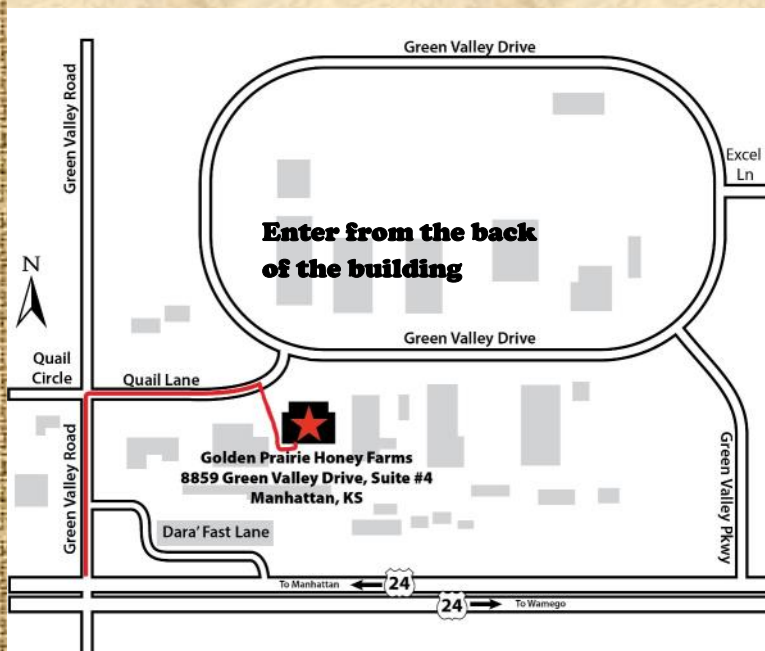 Green Valley Drive
Green Valley Road
Excel
Ln
Enter from the back
of the building
N
Green Valley Drive
Quail
Circle
Quail Lane
Golden Prairie Honey Farms
8859 Green Valley Drive, Suite #4
Manhattan, KS
Green Valley Road
Green Valley Pkwy
Dara' Fast Lane
To Manhattan
24
24
To Wamego